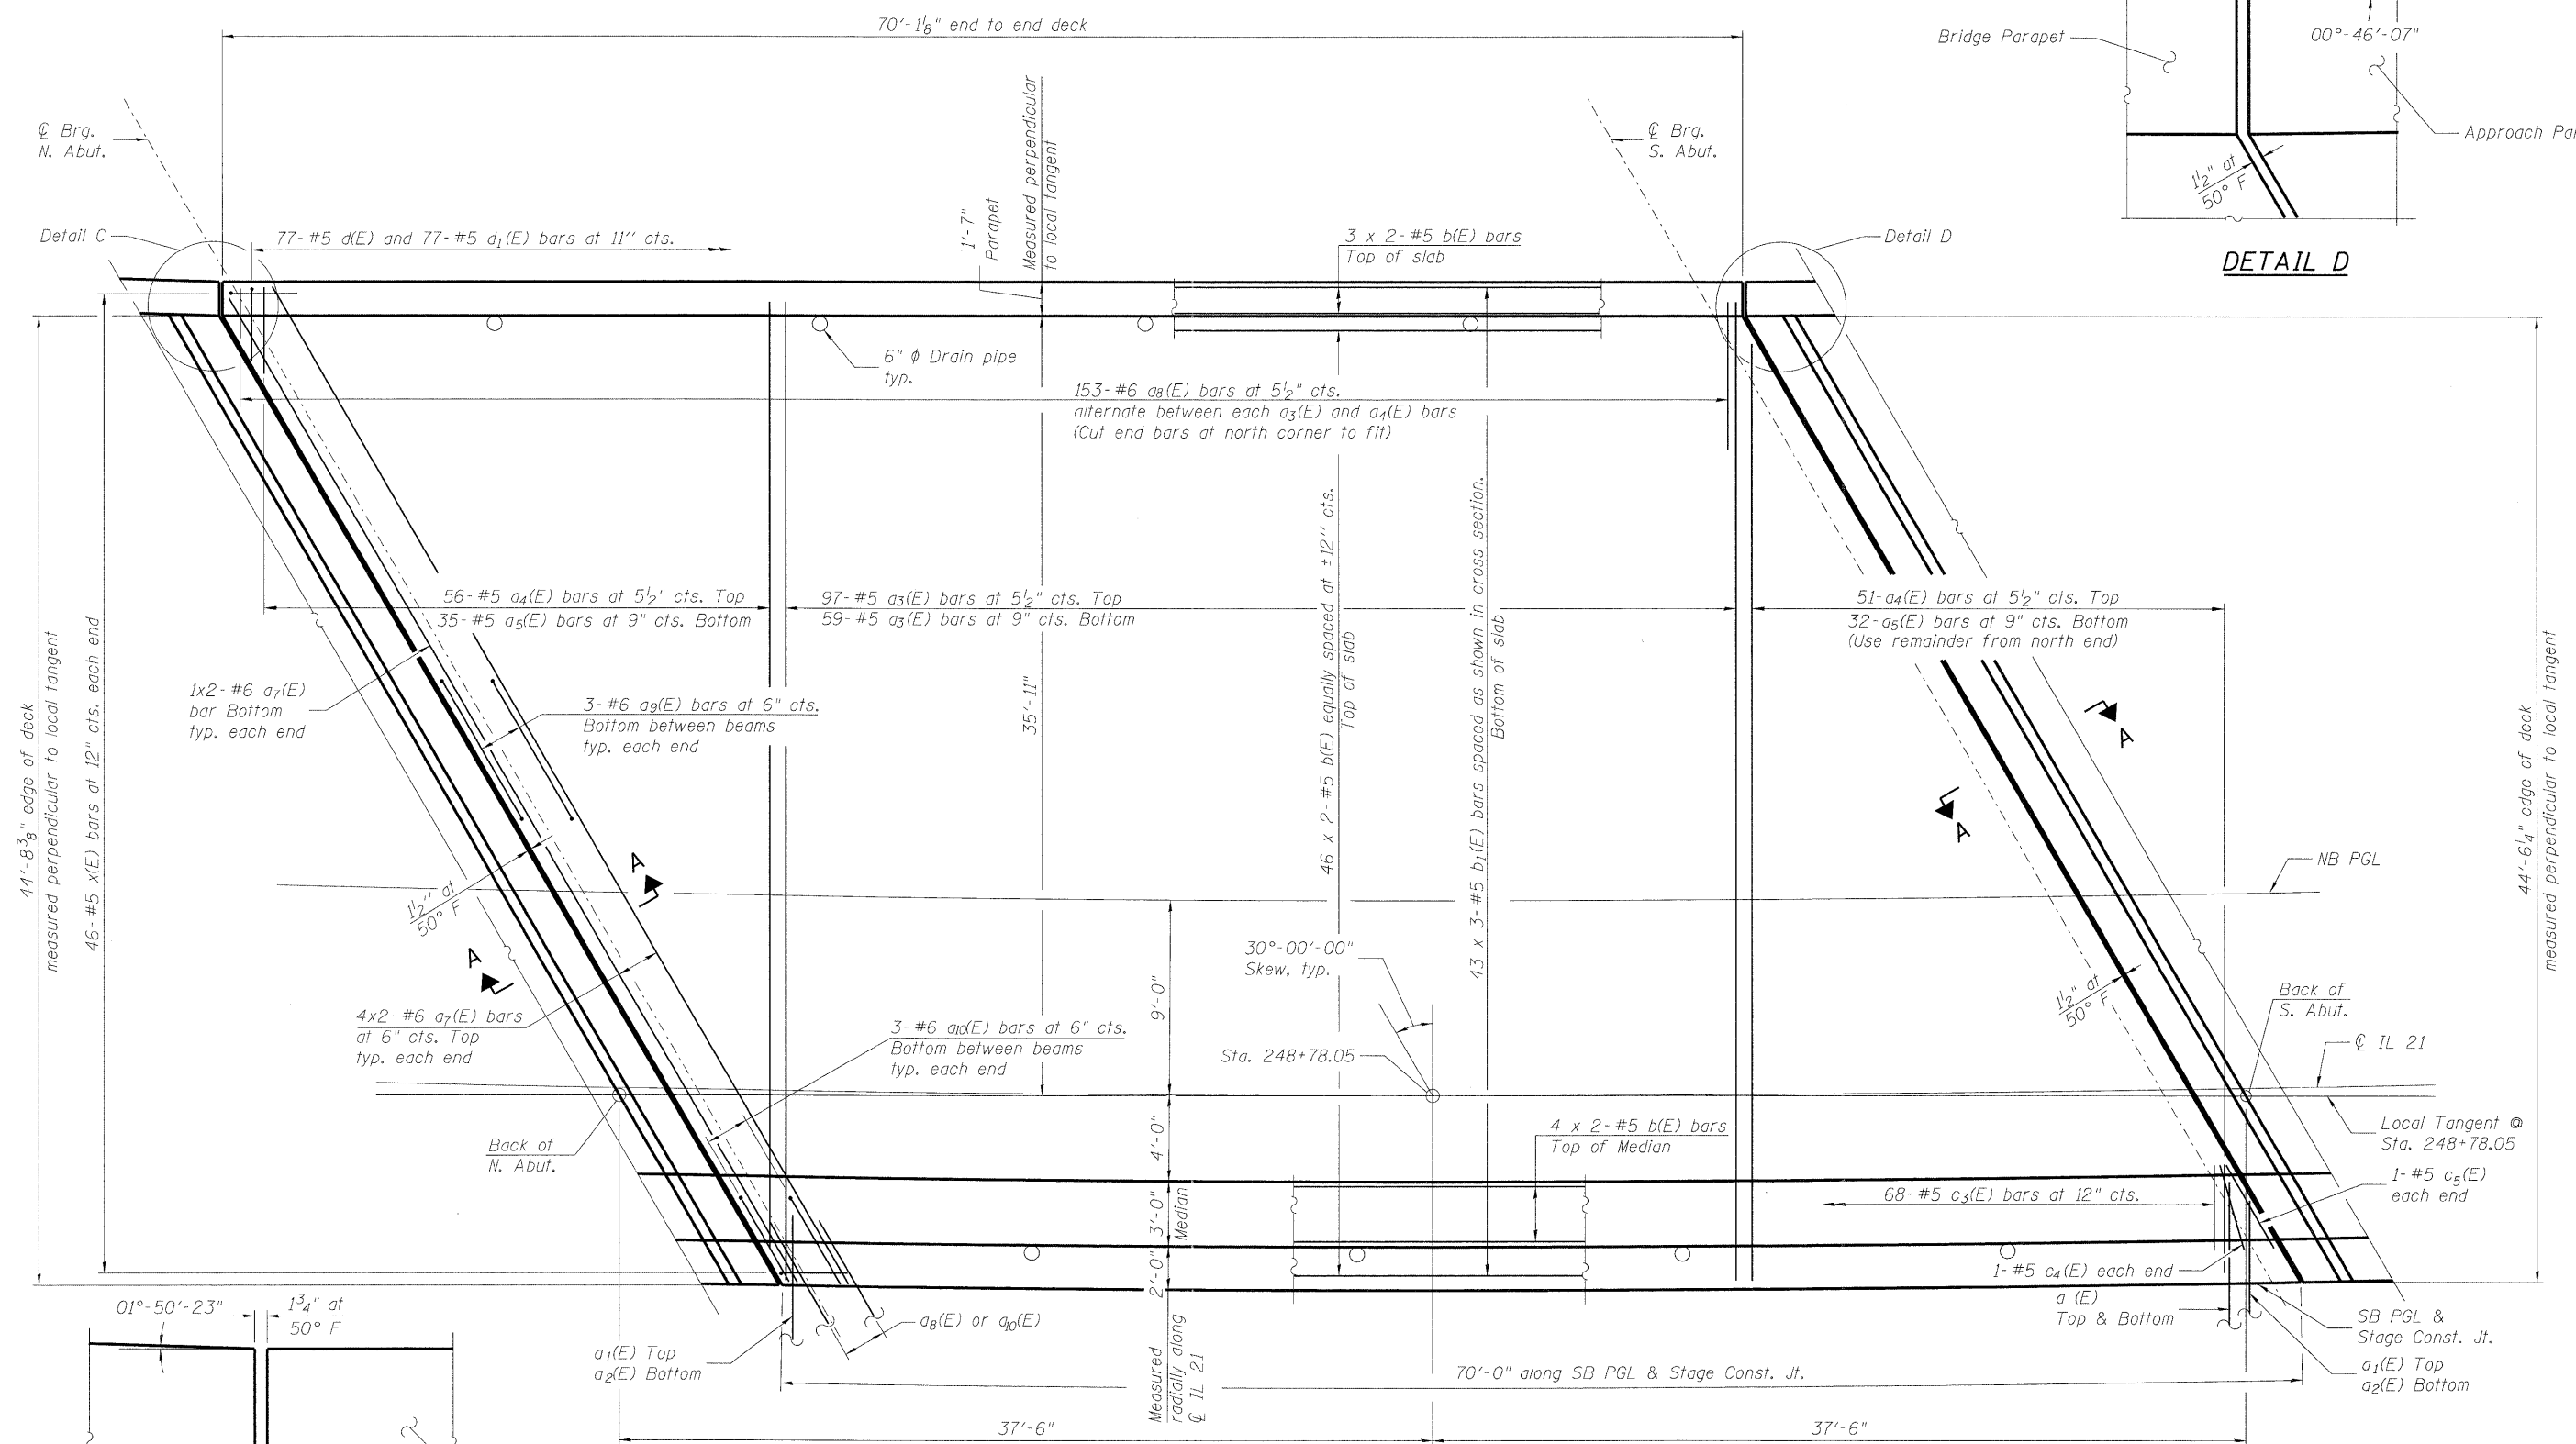 70'-1⅛" end to end deck
Bridge Parapet
00°-46'-07"
℄ Brg.
N. Abut.
℄ Brg.
S. Abut.
1½" at
50° F
DETAIL D
Detail C
77-#5 d(E) and 77-#5 d₁(E) bars at 11" cts.
1'-7"
Parapet
Measured perpendicular
to local tangent
3 x 2-#5 b(E) bars
Top of slab
Detail D
6" ϕ Drain pipe
typ.
153-#6 a₈(E) bars at 5½" cts.
alternate between each a₃(E) and a₄(E) bars
(Cut end bars at north corner to fit)
56-#5 a₄(E) bars at 5½" cts. Top
35-#5 a₅(E) bars at 9" cts. Bottom
97-#5 a₃(E) bars at 5½" cts. Top
59-#5 a₃(E) bars at 9" cts. Bottom
51-a₄(E) bars at 5½" cts. Top
32-a₅(E) bars at 9" cts. Bottom
(Use remainder from north end)
44'-8⅜" edge of deck
measured perpendicular to local tangent
46-#5 x(E) bars at 12" cts. each end
1x2-#6 a₇(E)
bar Bottom
typ. each end
3-#6 a₉(E) bars at 6" cts.
Bottom between beams
typ. each end
35'-11"
46 x 2-#5 b(E) equally spaced at ±12" cts.
Top of slab
43 x 3-#5 b₁(E) bars spaced as shown in cross section.
Bottom of slab
A
A
A
A
44'-6¼" edge of deck
measured perpendicular to local tangent
NB PGL
1½" at
50° F
4x2-#6 a₇(E) bars
at 6" cts. Top
typ. each end
3-#6 a₁₀(E) bars at 6" cts.
Bottom between beams
typ. each end
9'-0"
30°-00'-00"
Skew, typ.
Sta. 248+78.05
1½" at
50° F
Back of
S. Abut.
℄ IL 21
Local Tangent @
Sta. 248+78.05
Back of
N. Abut.
4'-0"
4 x 2-#5 b(E) bars
Top of Median
1-#5 c₅(E)
each end
3'-0"
Median
68-#5 c₃(E) bars at 12" cts.
2'-0"
1-#5 c₄(E) each end
a (E)
Top & Bottom
SB PGL &
Stage Const. Jt.
01°-50'-23"
1¾" at
50° F
a₈(E) or a₁₀(E)
a₁(E) Top
a₂(E) Bottom
Measured
radially along
℄ IL 21
70'-0" along SB PGL & Stage Const. Jt.
a₁(E) Top
a₂(E) Bottom
37'-6"
37'-6"
Approach